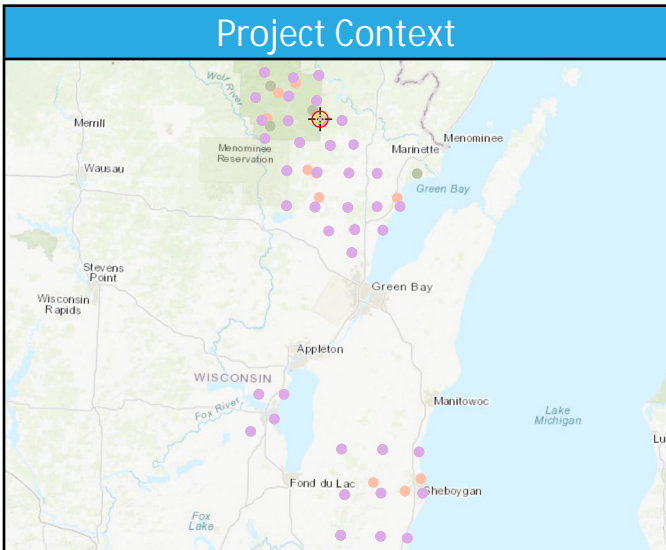 Project Context
Wolf
River
Merrill
Menominee
Marinette
Menominee
Reservation
Wausau
Green Bay
Stevens
Point
Green Bay
Wisconsin
Rapids
Appleton
WISCONSIN
Fox River
Manitowoc
Lake
Michigan
Lu
Fond du Lac
Sheboygan
Fox
Lake